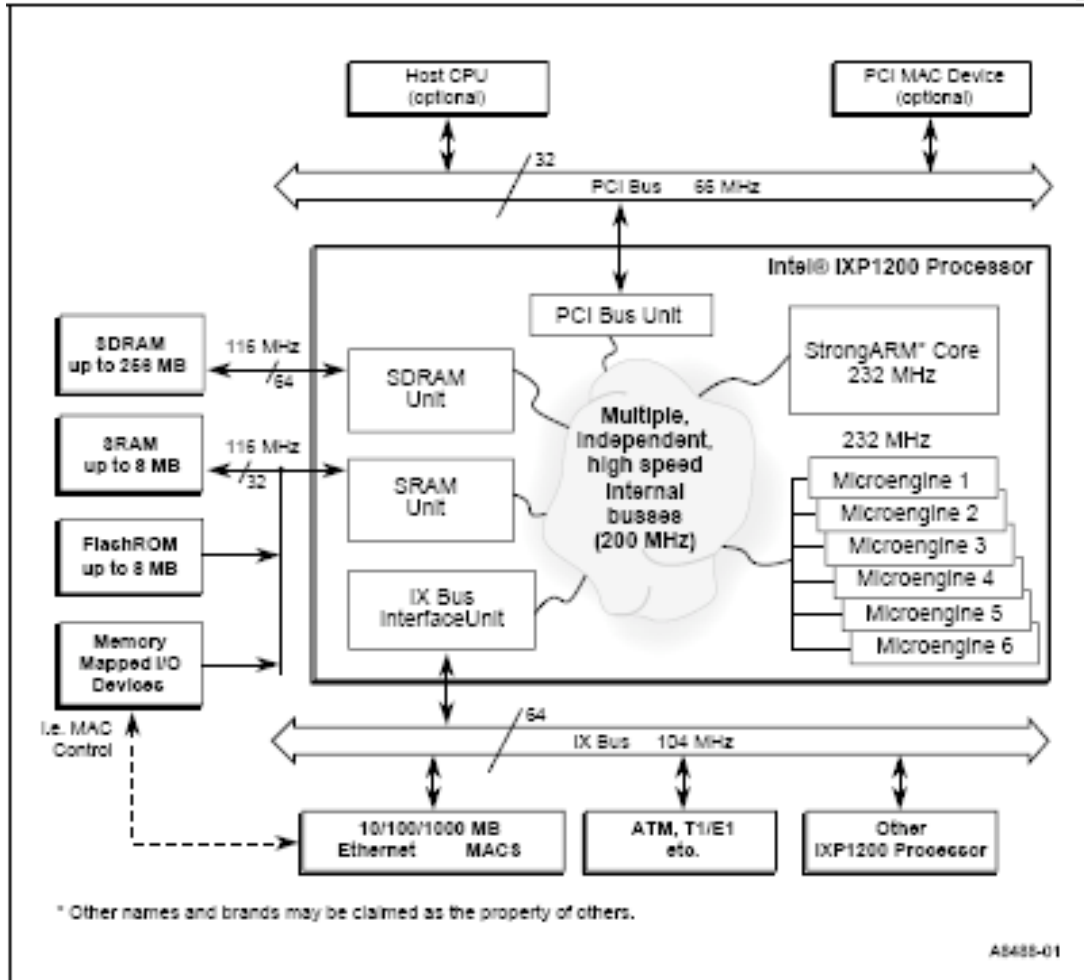 Host CPU
(optional)
PCI MAC Device
(optional)
32
PCI Bus 66 MHz
Intel® IXP1200 Processor
PCI Bus Unit
StrongARM* Core
232 MHz
SDRAM
up to 256 MB
116 MHz
64
SDRAM
Unit
Multiple,
Independent,
high speed
Internal
busses
(200 MHz)
SRAM
up to 8 MB
116 MHz
32
SRAM
Unit
232 MHz
Microengine 1
Microengine 2
Microengine 3
Microengine 4
Microengine 5
Microengine 6
FlashROM
up to 8 MB
IX Bus
InterfaceUnit
Memory
Mapped I/O
Devices
i.e. MAC
Control
64
IX Bus 104 MHz
10/100/1000 MB
Ethernet MACS
ATM, T1/E1
etc.
Other
IXP1200 Processor
* Other names and brands may be claimed as the property of others.
A8488-01